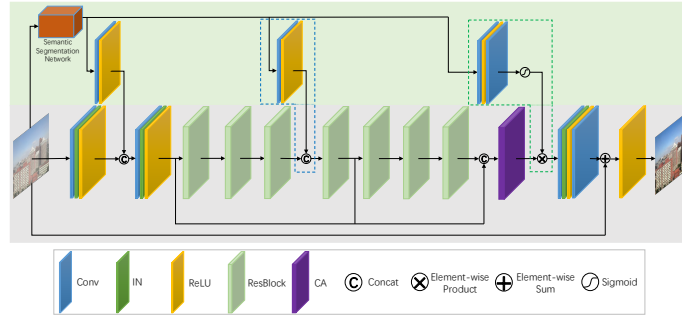 Semantic
Segmentation
Network
C
C
C
Conv
IN
ReLU
ResBlock
CA
C Concat
Element-wise
Product
Element-wise
Sum
Sigmoid